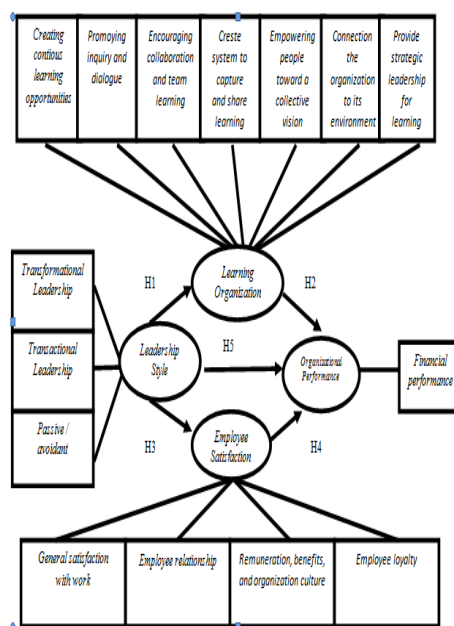 Creating
contious
learning
opportunities
Promoying
inquiry and
dialogue
Encouraging
collaboration
and team
learning
Creste
system to
capture
and share
learning
Empowering
people
toward a
collective
vision
Connection
the
organization
to its
environment
Provide
strategic
leadership
for
learning
Transformational
Leadership
Transactional
Leadership
Passive /
avoidant
H1
Learning
Organization
H2
Leadership
Style
H5
Organizational
Performance
Financial
performance
H3
Employee
Satisfaction
H4
General satisfaction
with work
Employee relationship
Remuneration, benefits,
and organization culture
Employee loyalty